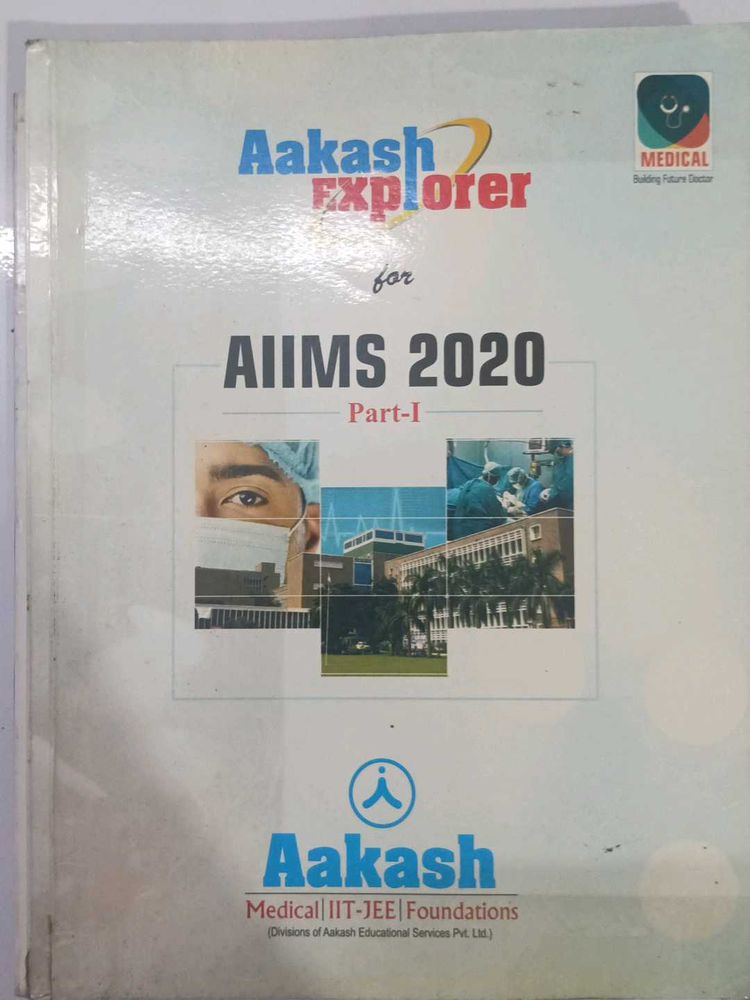 Aakash
Explorer
MEDICAL
Building Future Doctor
for
AIIMS 2020
Part-I
Aakash
Medical|IIT-JEE|Foundations
(Divisions of Aakash Educational Services Pvt. Ltd.)